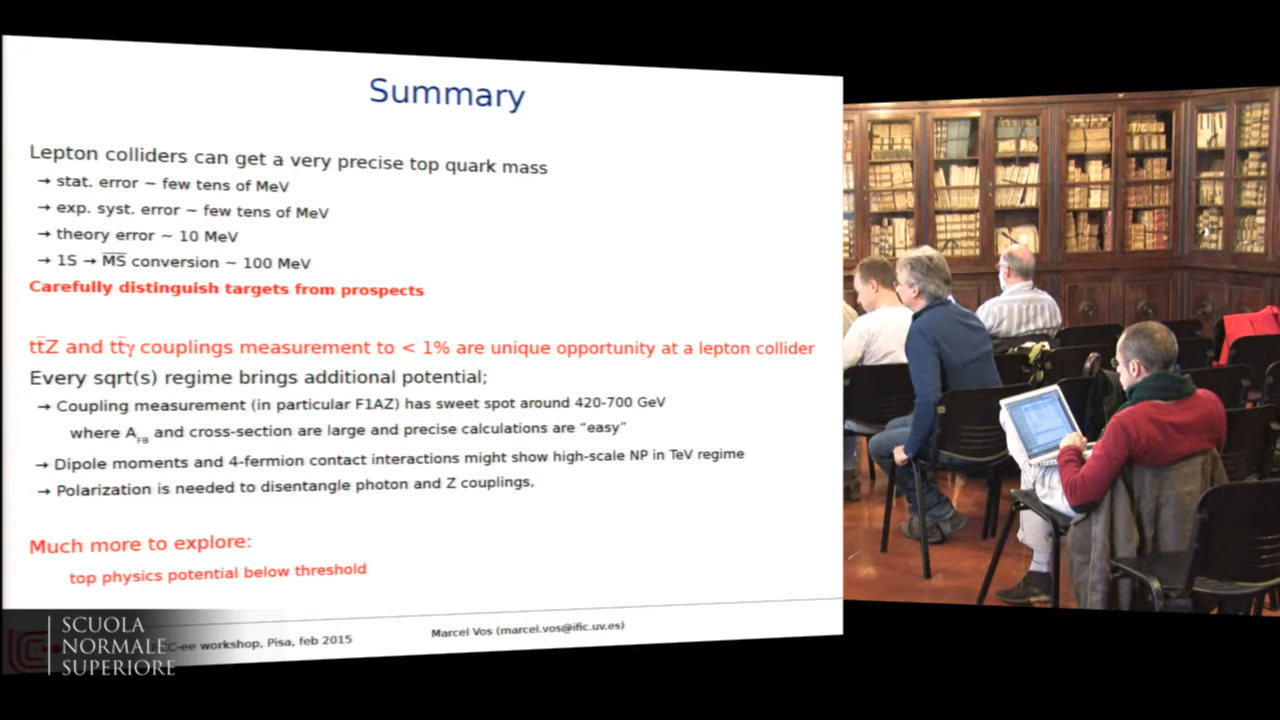 Summary
Lepton colliders can get a very precise top quark mass
→ stat. error ~ few tens of MeV
→ exp. syst. error ~ few tens of MeV
→ theory error ~ 10 MeV
→ 1S → M̅S̅ conversion ~ 100 MeV
Carefully distinguish targets from prospects
tt̄Z and tt̄γ couplings measurement to < 1% are unique opportunity at a lepton collider
Every sqrt(s) regime brings additional potential;
→ Coupling measurement (in particular F1AZ) has sweet spot around 420-700 GeV
where A_FB and cross-section are large and precise calculations are “easy”
→ Dipole moments and 4-fermion contact interactions might show high-scale NP in TeV regime
→ Polarization is needed to disentangle photon and Z couplings,
Much more to explore:
top physics potential below threshold
C-ee workshop, Pisa, feb 2015
Marcel Vos (marcel.vos@ific.uv.es)
SCUOLA
NORMALE
SUPERIORE